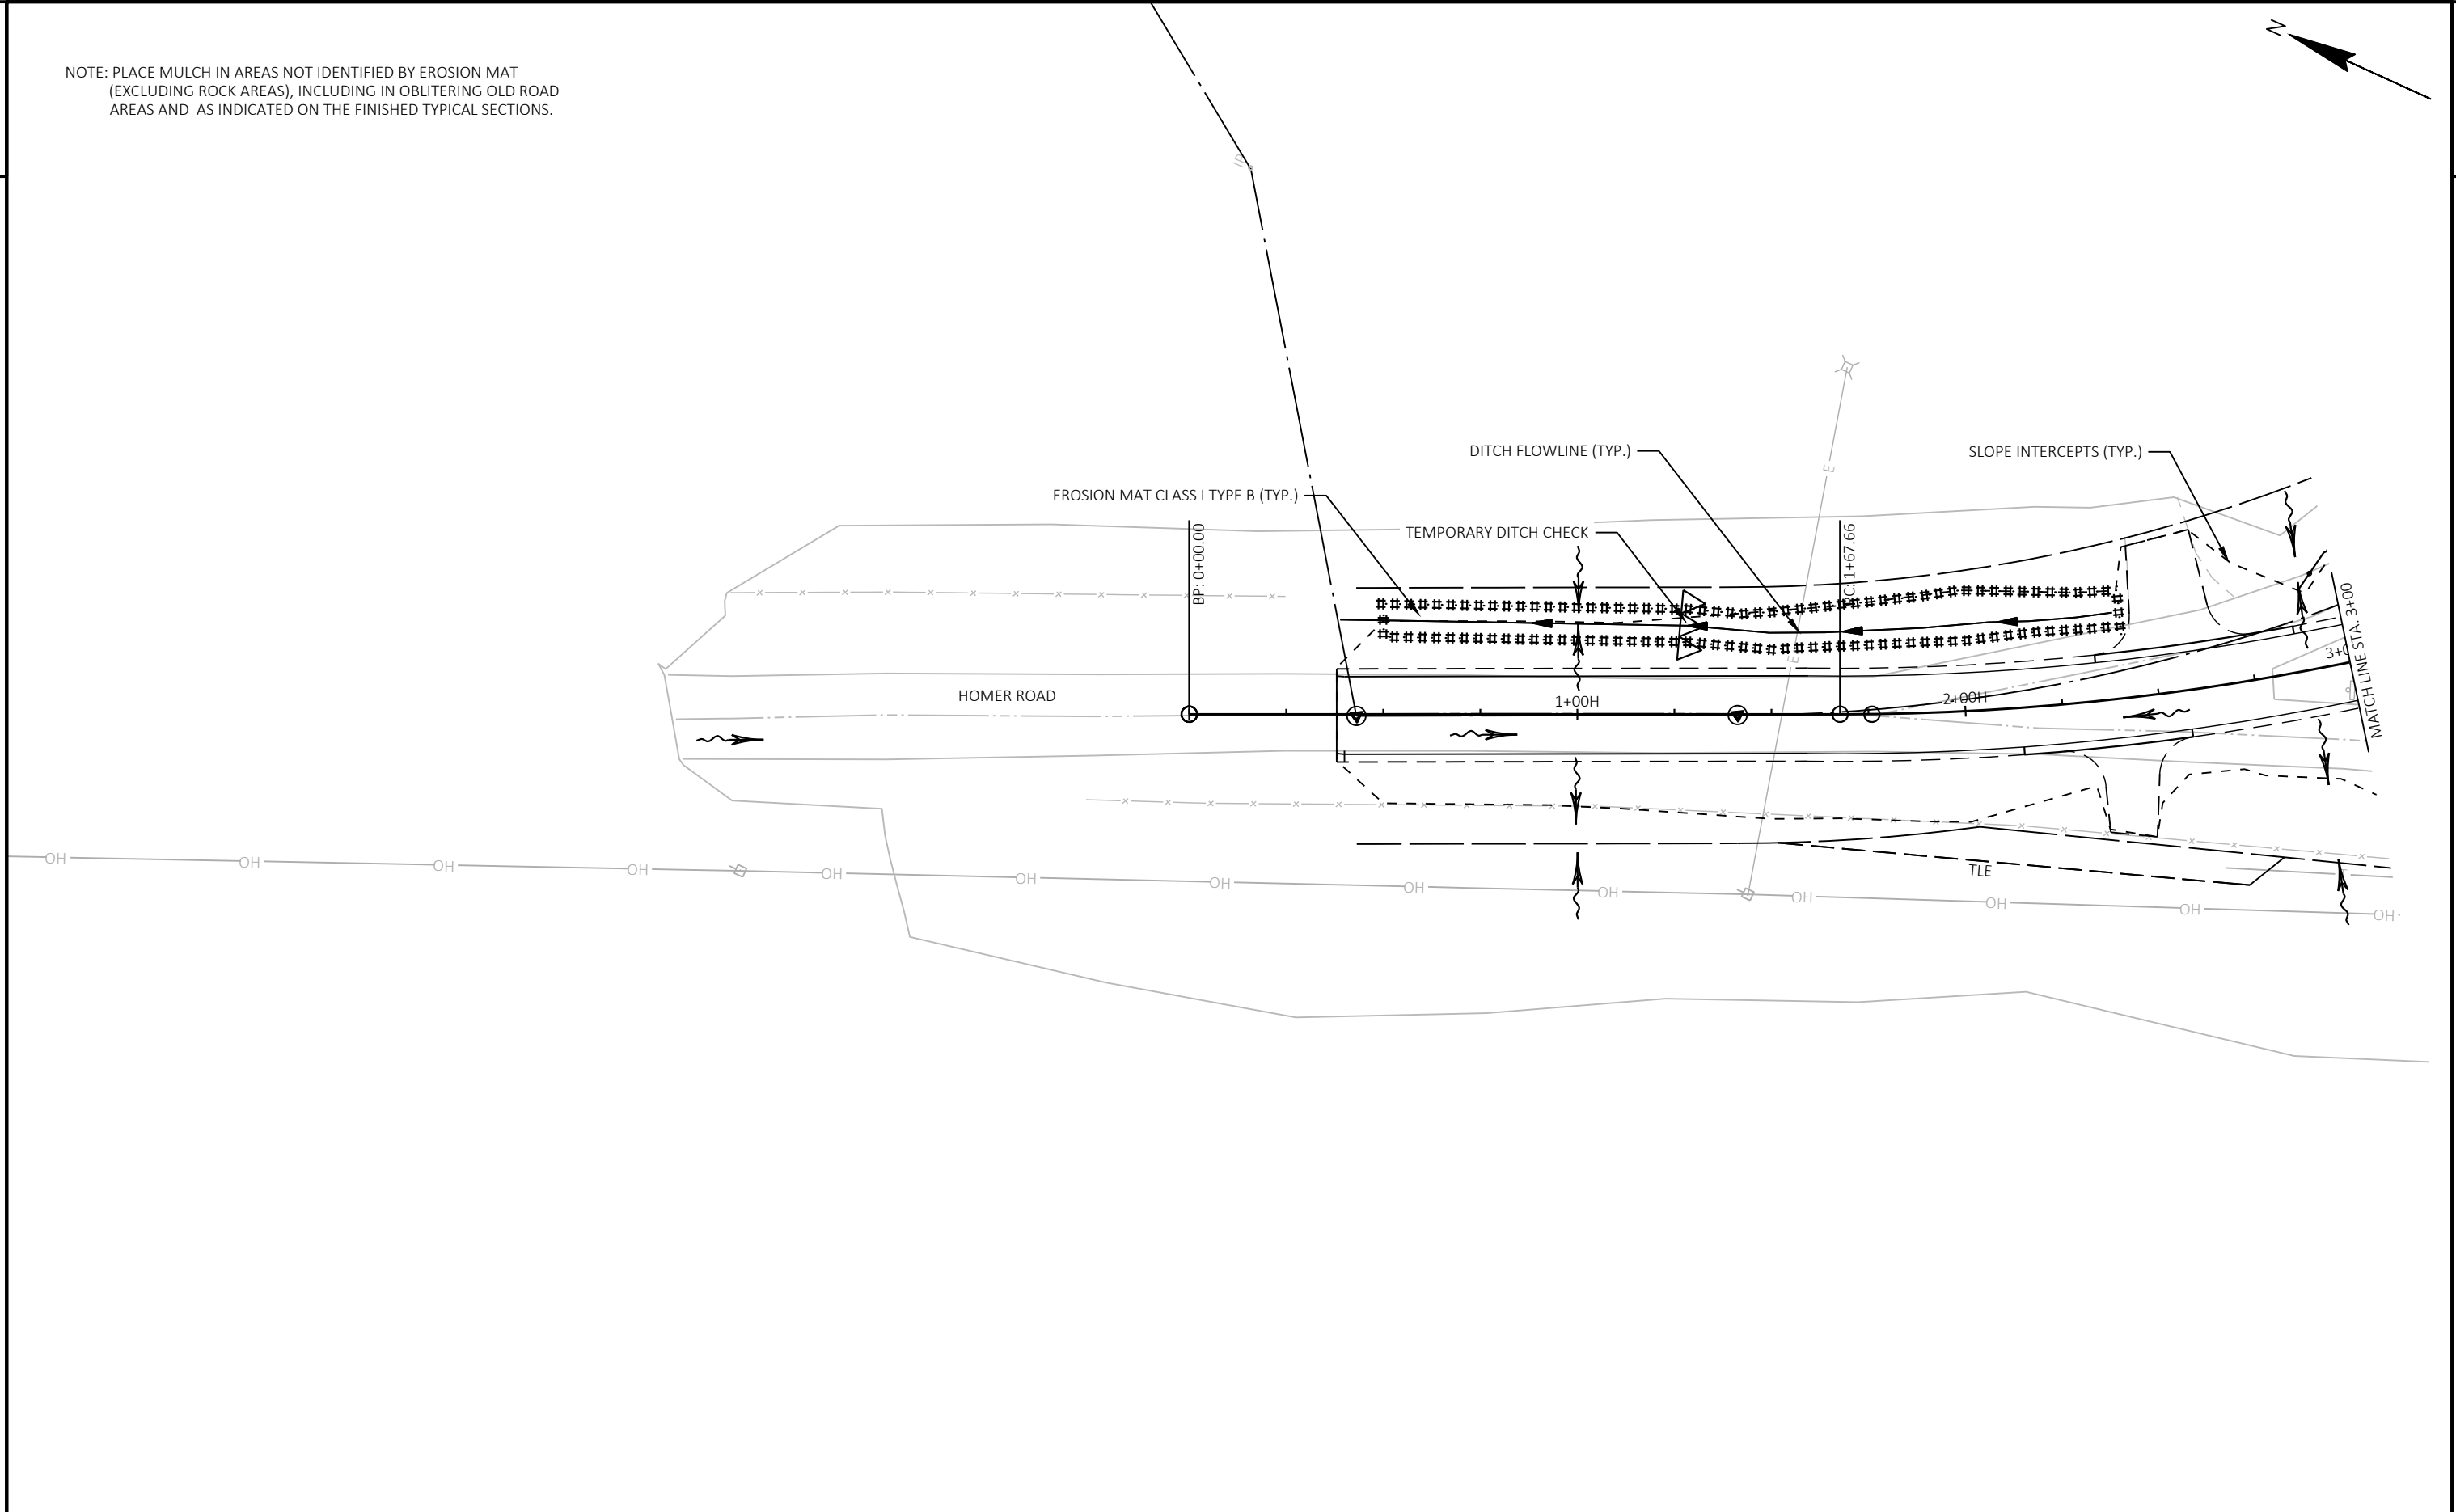 N
NOTE: PLACE MULCH IN AREAS NOT IDENTIFIED BY EROSION MAT
(EXCLUDING ROCK AREAS), INCLUDING IN OBLITERING OLD ROAD
AREAS AND AS INDICATED ON THE FINISHED TYPICAL SECTIONS.
DITCH FLOWLINE (TYP.)
SLOPE INTERCEPTS (TYP.)
E
EROSION MAT CLASS I TYPE B (TYP.)
TEMPORARY DITCH CHECK
BP: 0+00.00
PC: 1+67.66
MATCH LINE STA. 3+00
E
HOMER ROAD
1+00H
2+00H
OH OH OH OH OH OH OH OH OH OH OH OH OH
TLE